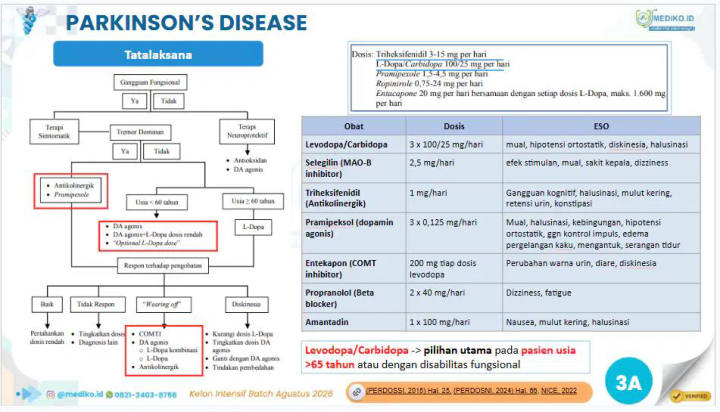 PARKINSON'S DISEASE
MEDIKO.ID
Tatalaksana
Gangguan Fungsional
Ya
Tidak
Terapi
Simtomatik
Tremor Dominan
Terapi
Neuroprotektif
Ya
Tidak
• Antioksidan
• DA agonis
• Antikolinergik
• Pramipexole
Usia < 60 tahun
Usia ≥ 60 tahun
• DA agonis
• DA agonis+L-Dopa dosis rendah
• "Optional L-Dopa dose"
L-Dopa
Respon terhadap pengobatan
Baik
Tidak Respon
"Wearing off"
Diskinesia
Pertahankan
dosis rendah
• Tingkatkan dosis
• Diagnosis lain
• COMTI
• DA agonis
o L-Dopa kombinasi
o L-Dopa
• Antikolinergik
• Kurangi dosis L-Dopa
• Tingkatkan dosis DA
agonis
• Ganti dengan DA agonis
• Tindakan pembedahan
Dosis: Triheksifenidil 3-15 mg per hari
L-Dopa/Carbidopa 100/25 mg per hari
Pramipexole 1,5-4,5 mg per hari
Ropinirole 0,75-24 mg per hari
Entacapone 20 mg per hari bersamaan dengan setiap dosis L-Dopa, maks. 1.600 mg
per hari
Obat Dosis ESO
Levodopa/Carbidopa 3 x 100/25 mg/hari mual, hipotensi ortostatik, diskinesia, halusinasi
Selegilin (MAO-B
inhibitor) 2,5 mg/hari efek stimulan, mual, sakit kepala, dizziness
Triheksifenidil
(Antikolinergik) 1 mg/hari Gangguan kognitif, halusinasi, mulut kering,
retensi urin, konstipasi
Pramipeksol (dopamin
agonis) 3 x 0,125 mg/hari Mual, halusinasi, kebingungan, hipotensi
ortostatik, ggn kontrol impuls, edema
pergelangan kaku, mengantuk, serangan tidur
Entekapon (COMT
inhibitor) 200 mg tiap dosis
levodopa Perubahan warna urin, diare, diskinesia
Propranolol (Beta
blocker) 2 x 40 mg/hari Dizziness, fatigue
Amantadin 1 x 100 mg/hari Nausea, mulut kering, halusinasi
Levodopa/Carbidopa -> pilihan utama pada pasien usia
>65 tahun atau dengan disabilitas fungsional
3A
@mediko.id
0821-3403-8756
Kelon Intensif Batch Agustus 2026
(PERDOSSI, 2016) Hal. 25, (PERDOSNI, 2024) Hal. 66, NICE, 2022
VERIFIED